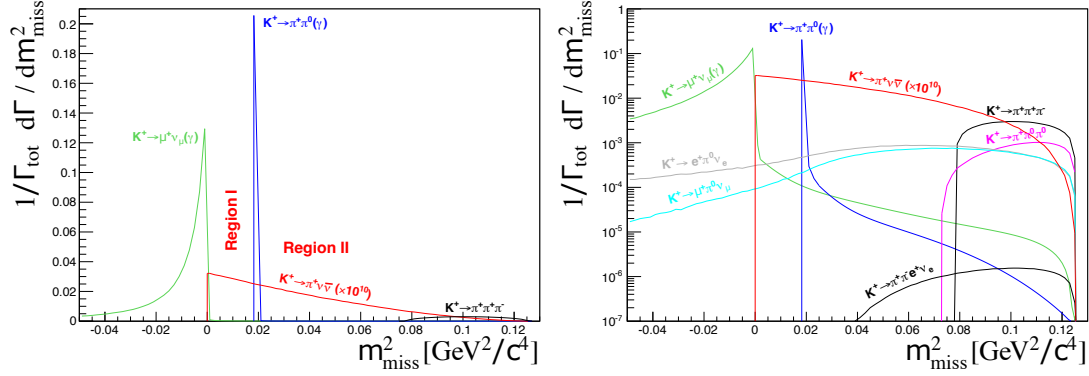 1/Γtot dΓ / dm²miss
0.2
0.18
0.16
0.14
0.12
0.1
0.08
0.06
0.04
0.02
0
K⁺→π⁺π⁰(γ)
K⁺→μ⁺νμ(γ)
Region I
Region II
K⁺→π⁺νν̅ (×10¹⁰)
K⁺→π⁺π⁺π⁻
-0.04 -0.02 0 0.02 0.04 0.06 0.08 0.1 0.12
m²miss [GeV²/c⁴]
1/Γtot dΓ / dm²miss
1
10⁻¹
10⁻²
10⁻³
10⁻⁴
10⁻⁵
10⁻⁶
10⁻⁷
K⁺→π⁺π⁰(γ)
K⁺→μ⁺νμ(γ)
K⁺→π⁺νν̅ (×10¹⁰)
K⁺→π⁺π⁺π⁻
K⁺→π⁺π⁰π⁰
K⁺→e⁺π⁰νe
K⁺→μ⁺π⁰νμ
K⁺→π⁺π⁻e⁺νe
-0.04 -0.02 0 0.02 0.04 0.06 0.08 0.1 0.12
m²miss [GeV²/c⁴]